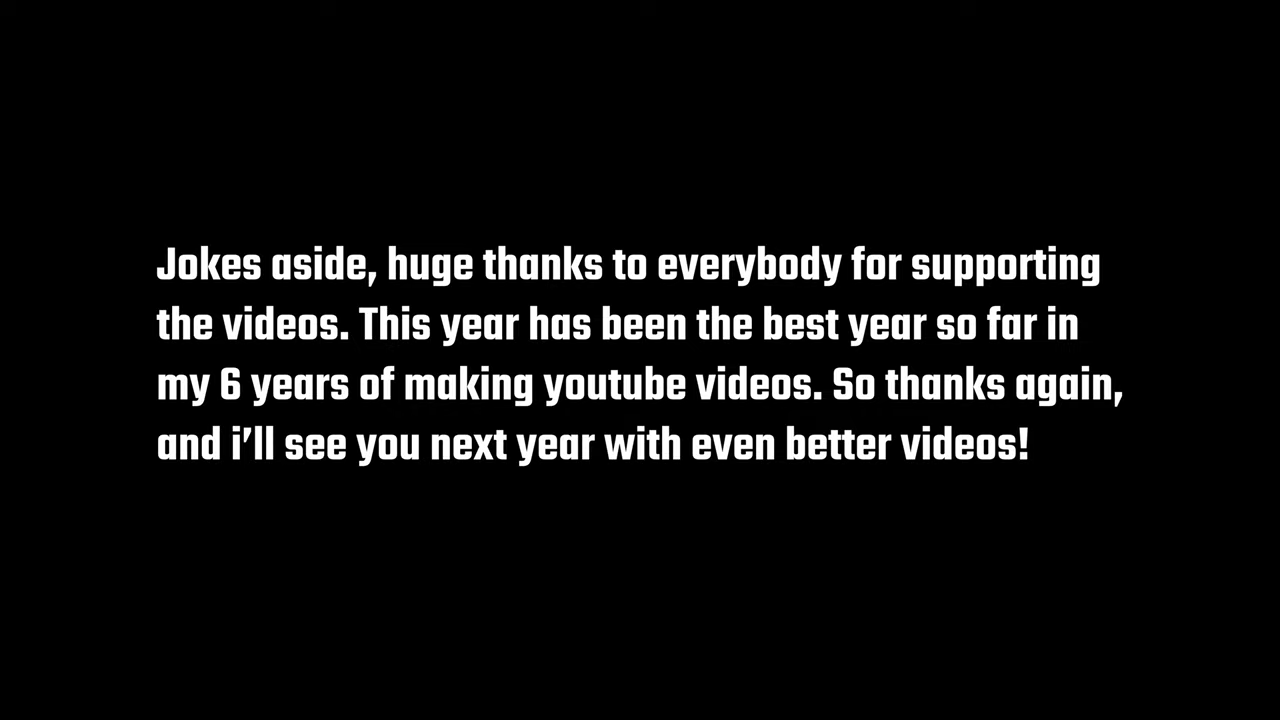 Jokes aside, huge thanks to everybody for supporting
the videos. This year has been the best year so far in
my 6 years of making youtube videos. So thanks again,
and i’ll see you next year with even better videos!